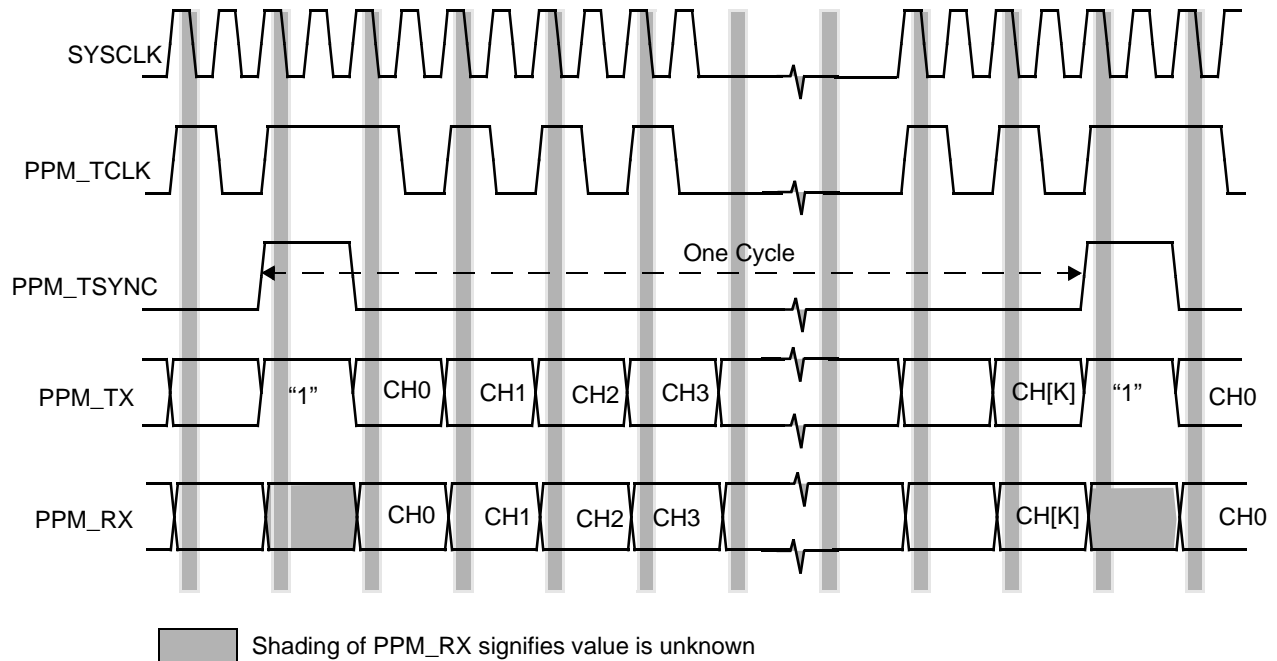 SYSCLK
PPM_TCLK
One Cycle
PPM_TSYNC
PPM_TX “1” CH0 CH1 CH2 CH3 CH[K] “1” CH0
PPM_RX CH0 CH1 CH2 CH3 CH[K] CH0
Shading of PPM_RX signifies value is unknown